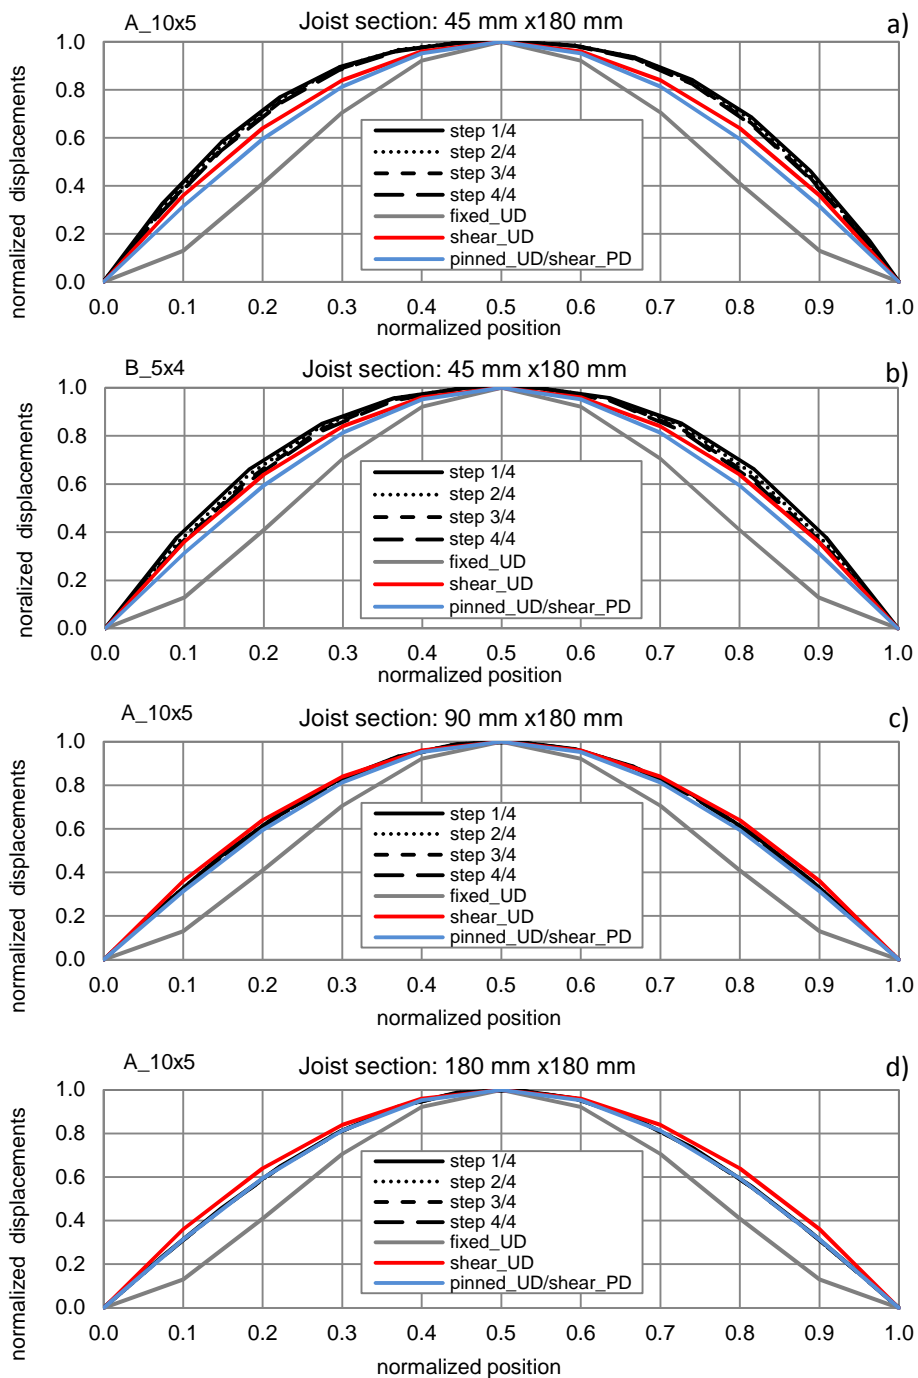 A_10x5 Joist section: 45 mm x180 mm a)
normalized displacements
1.0
0.8
0.6
0.4
0.2
0.0
step 1/4
step 2/4
step 3/4
step 4/4
fixed_UD
shear_UD
pinned_UD/shear_PD
0.0 0.1 0.2 0.3 0.4 0.5 0.6 0.7 0.8 0.9 1.0
normalized position
B_5x4 Joist section: 45 mm x180 mm b)
noralized displacements
1.0
0.8
0.6
0.4
0.2
0.0
step 1/4
step 2/4
step 3/4
step 4/4
fixed_UD
shear_UD
pinned_UD/shear_PD
0.0 0.1 0.2 0.3 0.4 0.5 0.6 0.7 0.8 0.9 1.0
normalized position
A_10x5 Joist section: 90 mm x180 mm c)
normalized displacements
1.0
0.8
0.6
0.4
0.2
0.0
step 1/4
step 2/4
step 3/4
step 4/4
fixed_UD
shear_UD
pinned_UD/shear_PD
0.0 0.1 0.2 0.3 0.4 0.5 0.6 0.7 0.8 0.9 1.0
normalized position
A_10x5 Joist section: 180 mm x180 mm d)
normalized displacements
1.0
0.8
0.6
0.4
0.2
0.0
step 1/4
step 2/4
step 3/4
step 4/4
fixed_UD
shear_UD
pinned_UD/shear_PD
0.0 0.1 0.2 0.3 0.4 0.5 0.6 0.7 0.8 0.9 1.0
normalized position